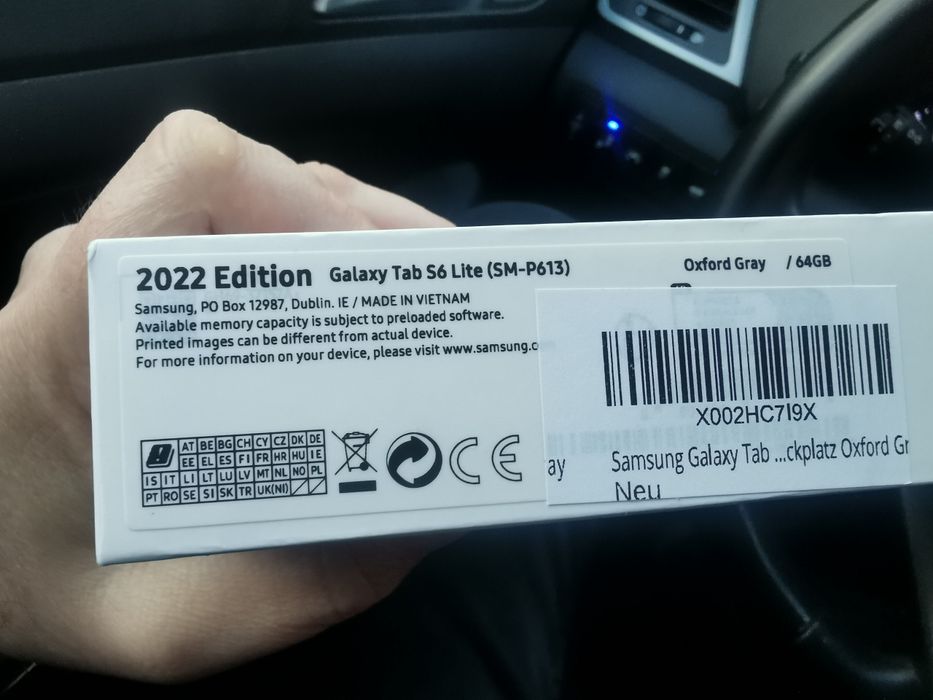 2022 Edition Galaxy Tab S6 Lite (SM-P613) Oxford Gray / 64GB
Samsung, PO Box 12987, Dublin. IE / MADE IN VIETNAM
Available memory capacity is subject to preloaded software.
Printed images can be different from actual device.
For more information on your device, please visit www.samsung.c
X002HC7I9X
ay
Samsung Galaxy Tab ...ckplatz Oxford Gr
Neu
AT BE BG CH CY CZ DK DE
EE EL ES FI FR HR HU IE
IS IT LI LT LU LV MT NL NO PL
PT RO SE SI SK TR UK(NI)
CE